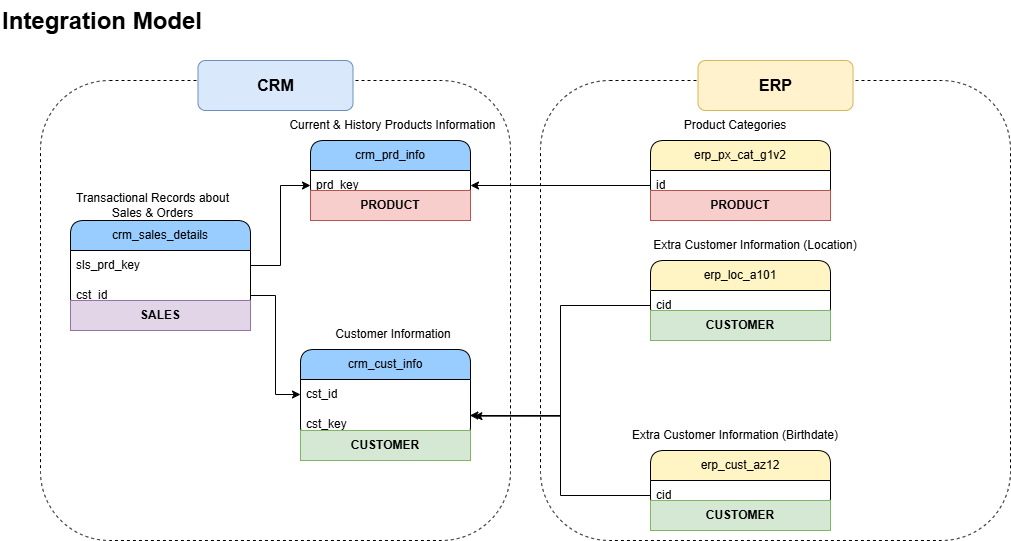 Integration Model
CRM
Current & History Products Information
crm_prd_info
prd_key
PRODUCT
Transactional Records about
Sales & Orders
crm_sales_details
sls_prd_key
cst_id
SALES
Customer Information
crm_cust_info
cst_id
cst_key
CUSTOMER
ERP
Product Categories
erp_px_cat_g1v2
id
PRODUCT
Extra Customer Information (Location)
erp_loc_a101
cid
CUSTOMER
Extra Customer Information (Birthdate)
erp_cust_az12
cid
CUSTOMER